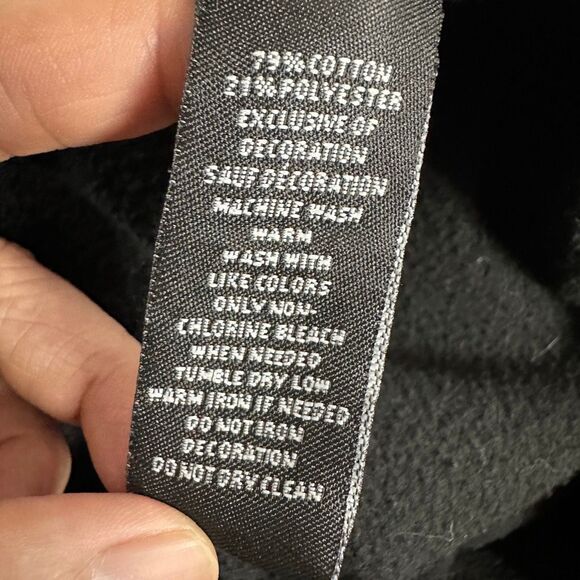 79% COTTON
21% POLYESTER
EXCLUSIVE OF
DECORATION
SAUF DECORATION
MACHINE WASH
WARM
WASH WITH
LIKE COLORS
ONLY NON-
CHLORINE BLEACH
WHEN NEEDED
TUMBLE DRY LOW
WARM IRON IF NEEDED
DO NOT IRON
DECORATION
DO NOT DRY CLEAN